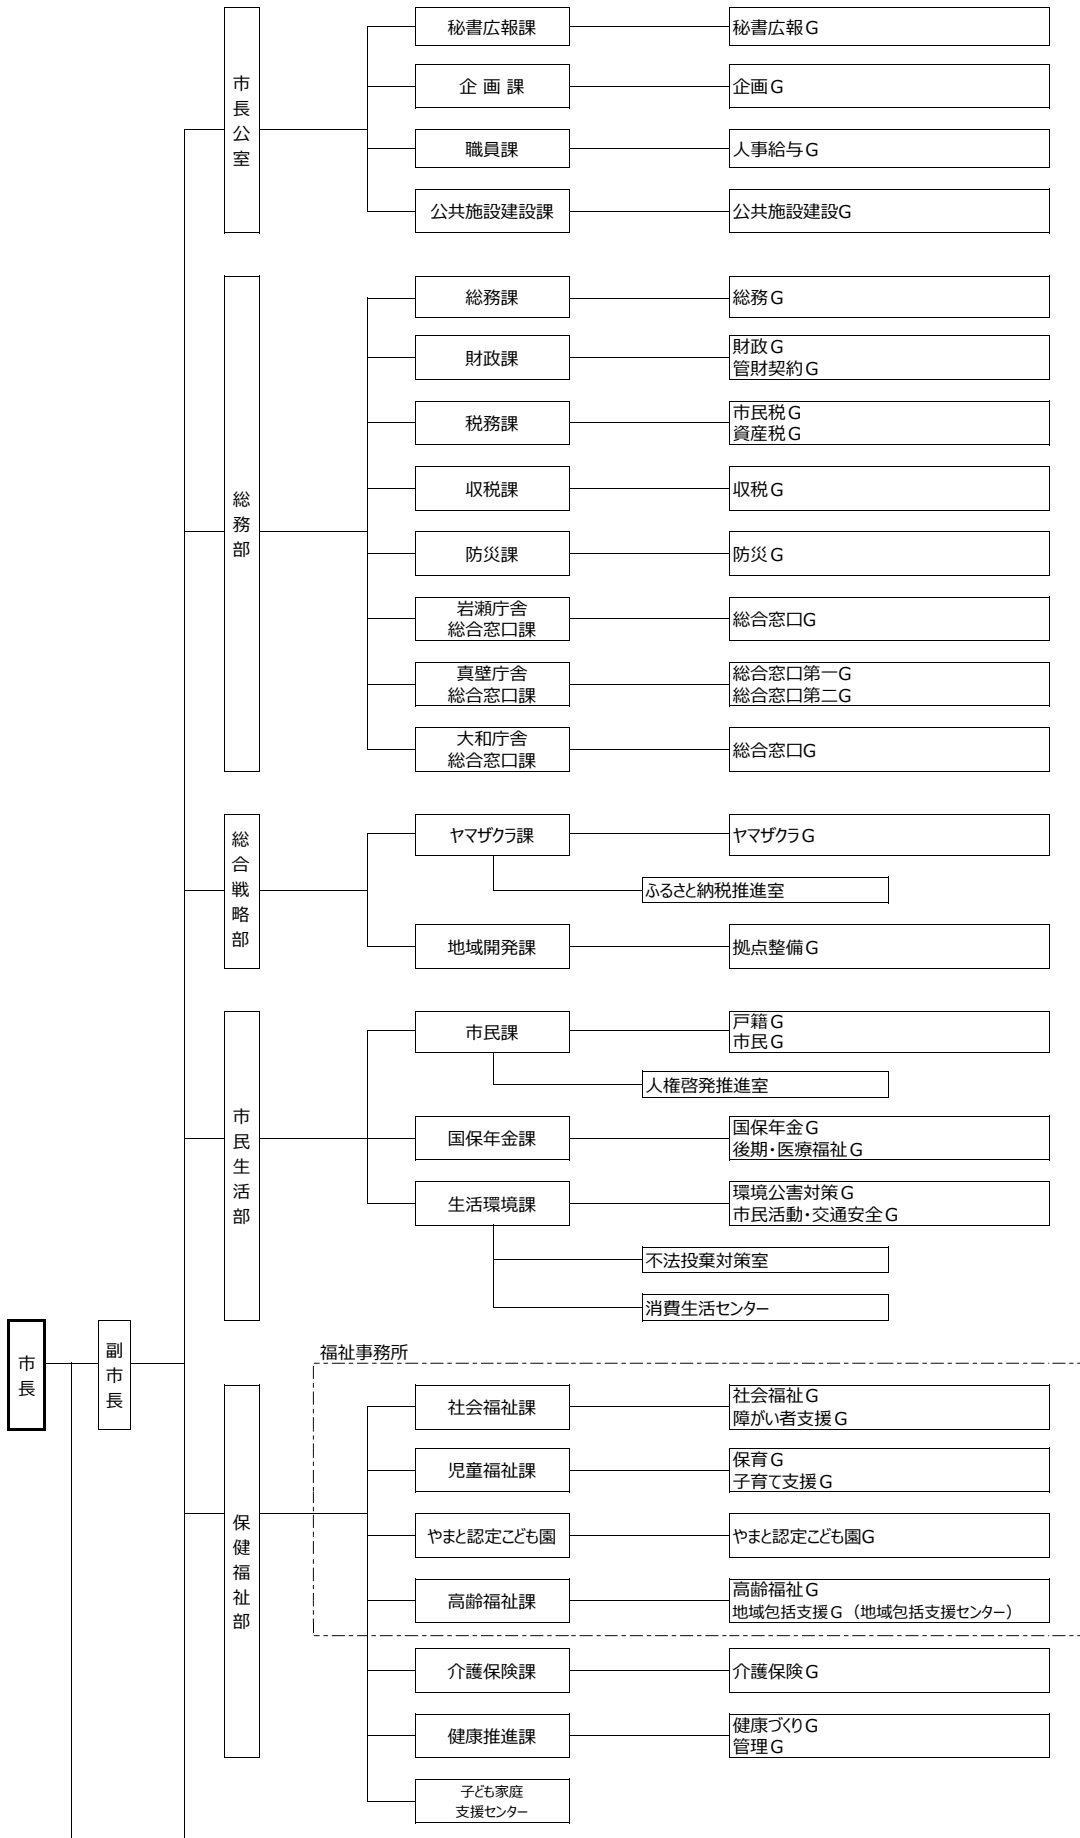 市長
副市長
市長公室
秘書広報課
秘書広報G
企 画 課
企画G
職員課
人事給与G
公共施設建設課
公共施設建設G
総務部
総務課
総務G
財政課
財政G
管財契約G
税務課
市民税G
資産税G
収税課
収税G
防災課
防災G
岩瀬庁舎
総合窓口課
総合窓口G
真壁庁舎
総合窓口課
総合窓口第一G
総合窓口第二G
大和庁舎
総合窓口課
総合窓口G
総合戦略部
ヤマザクラ課
ヤマザクラG
ふるさと納税推進室
地域開発課
拠点整備G
市民生活部
市民課
戸籍G
市民G
人権啓発推進室
国保年金課
国保年金G
後期・医療福祉G
生活環境課
環境公害対策G
市民活動・交通安全G
不法投棄対策室
消費生活センター
保健福祉部
福祉事務所
社会福祉課
社会福祉G
障がい者支援G
児童福祉課
保育G
子育て支援G
やまと認定こども園
やまと認定こども園G
高齢福祉課
高齢福祉G
地域包括支援G（地域包括支援センター）
介護保険課
介護保険G
健康推進課
健康づくりG
管理G
子ども家庭
支援センター